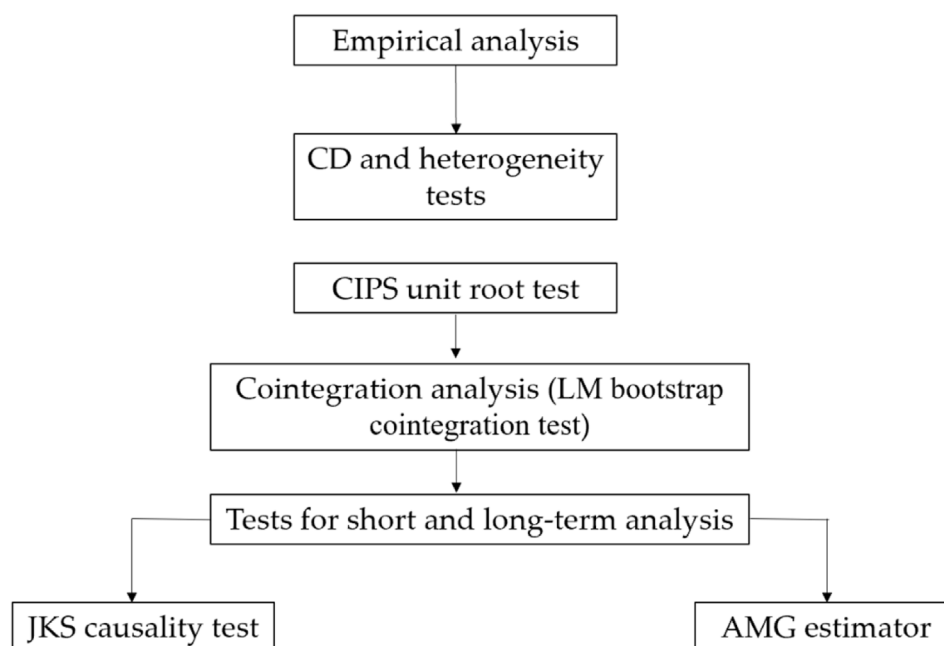 Empirical analysis
CD and heterogeneity
tests
CIPS unit root test
Cointegration analysis (LM bootstrap
cointegration test)
Tests for short and long-term analysis
JKS causality test
AMG estimator